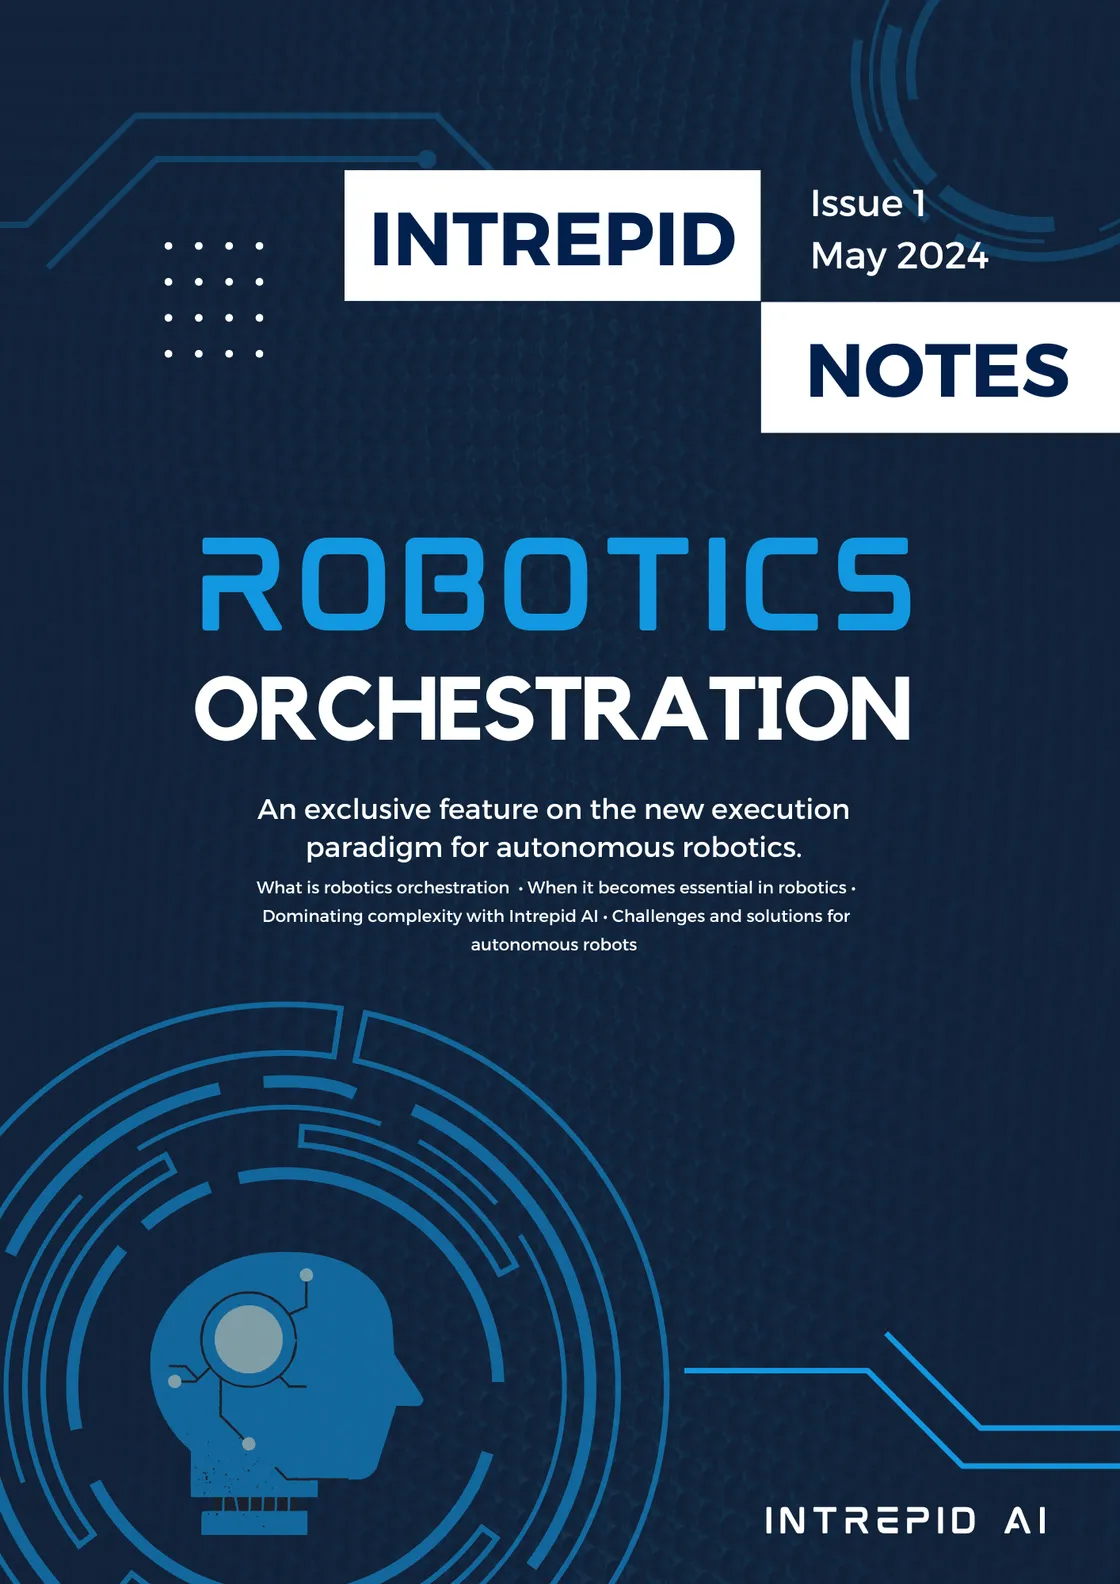 INTREPID
Issue 1
May 2024
NOTES
ROBOTICS
ORCHESTRATION
An exclusive feature on the new execution
paradigm for autonomous robotics.
What is robotics orchestration • When it becomes essential in robotics •
Dominating complexity with Intrepid AI • Challenges and solutions for
autonomous robots
INTREPID AI